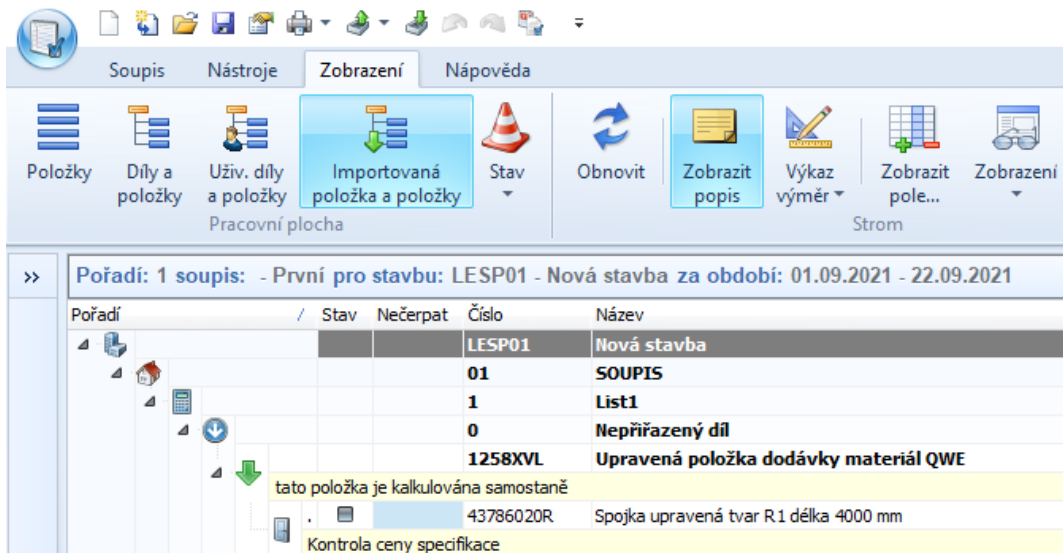 Soupis Nástroje Zobrazení Nápověda
Položky Díly a položky Uživ. díly a položky Importovaná položka a položky Stav Obnovit Zobrazit popis Výkaz výměr Zobrazit pole... Zobrazení
Pracovní plocha Strom
>> Pořadí: 1 soupis: - První pro stavbu: LESP01 - Nová stavba za období: 01.09.2021 - 22.09.2021
Pořadí / Stav Nečerpat Číslo Název
LESP01 Nová stavba
01 SOUPIS
1 List1
0 Nepřiřazený díl
1258XVL Upravená položka dodávky materiál QWE
tato položka je kalkulována samostaně
. 43786020R Spojka upravená tvar R1 délka 4000 mm
Kontrola ceny specifikace